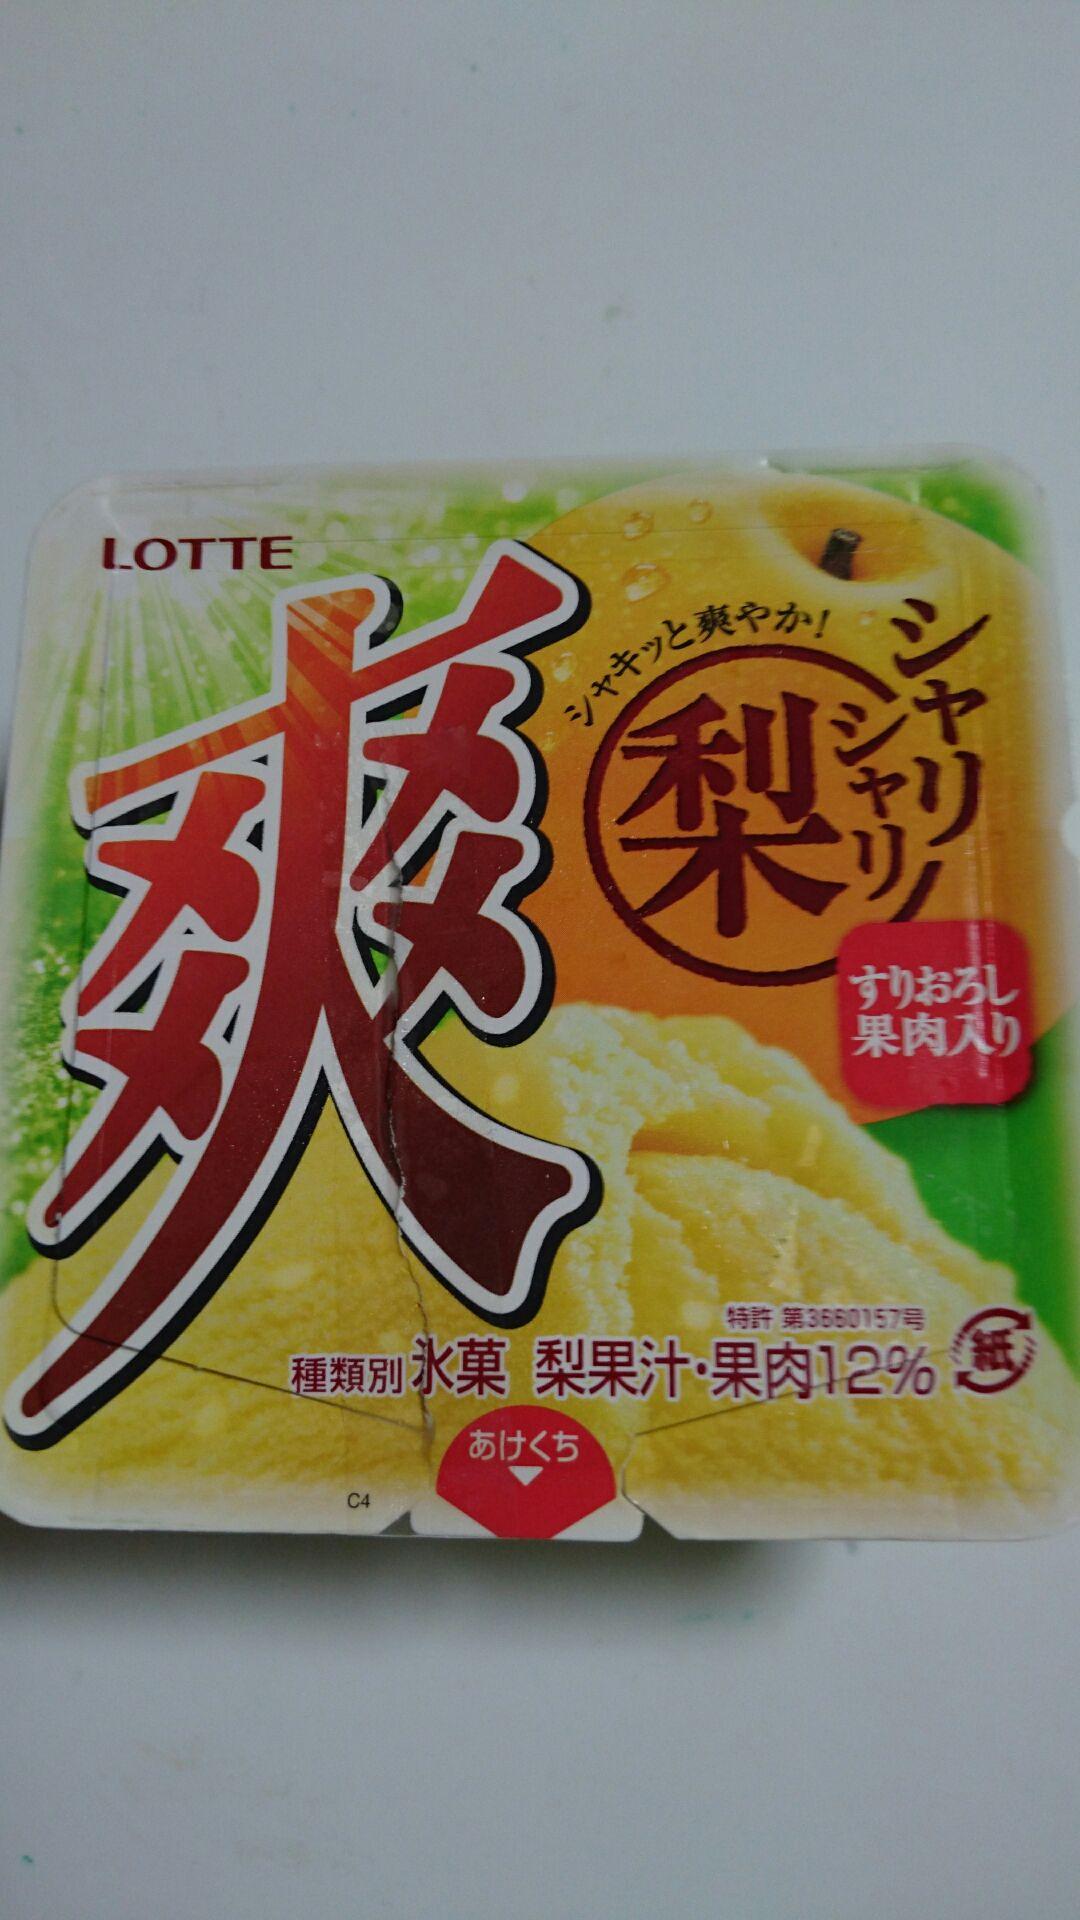 LOTTE
爽
シャキッと爽やか!
梨
シャリ
シャリ
すりおろし
果肉入り
特許 第3660157号
種類別 氷菓 梨果汁・果肉12%
紙
あけくち
C4